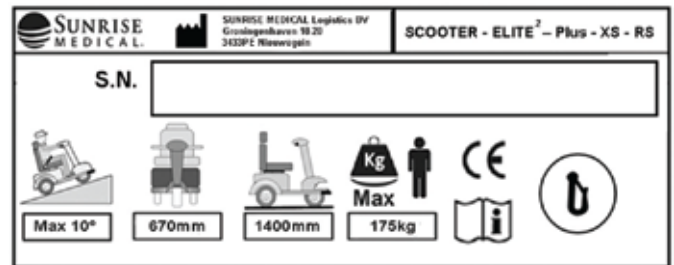 SUNRISE
MEDICAL.
SUNRISE MEDICAL Logistics BV
Groningenhaven 18-20
3433PE Nieuwegein
SCOOTER - ELITE² – Plus - XS - RS
S.N.
Kg
Max
Max 10°
670mm
1400mm
175kg
CE
i